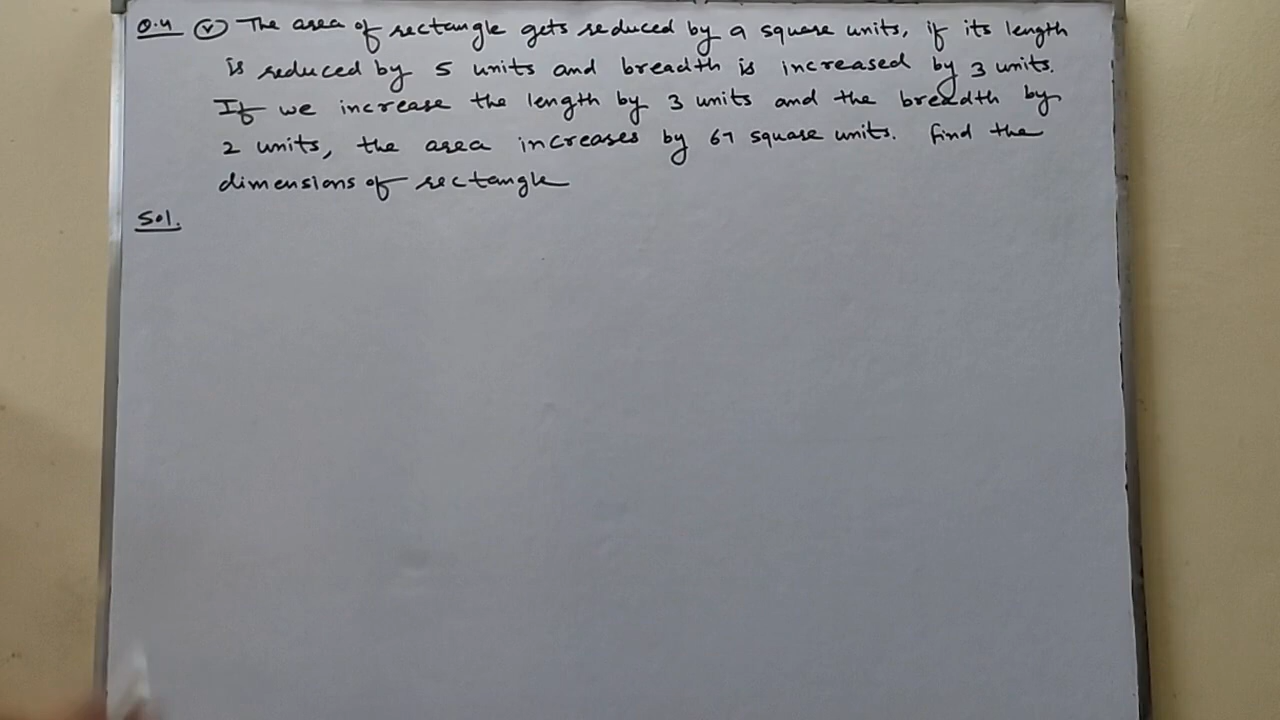 Q.4 (v) The area of rectangle gets reduced by 9 square units, if its length
is reduced by 5 units and breadth is increased by 3 units.
If we increase the length by 3 units and the breadth by
2 units, the area increases by 67 square units. Find the
dimensions of rectangle
Sol.